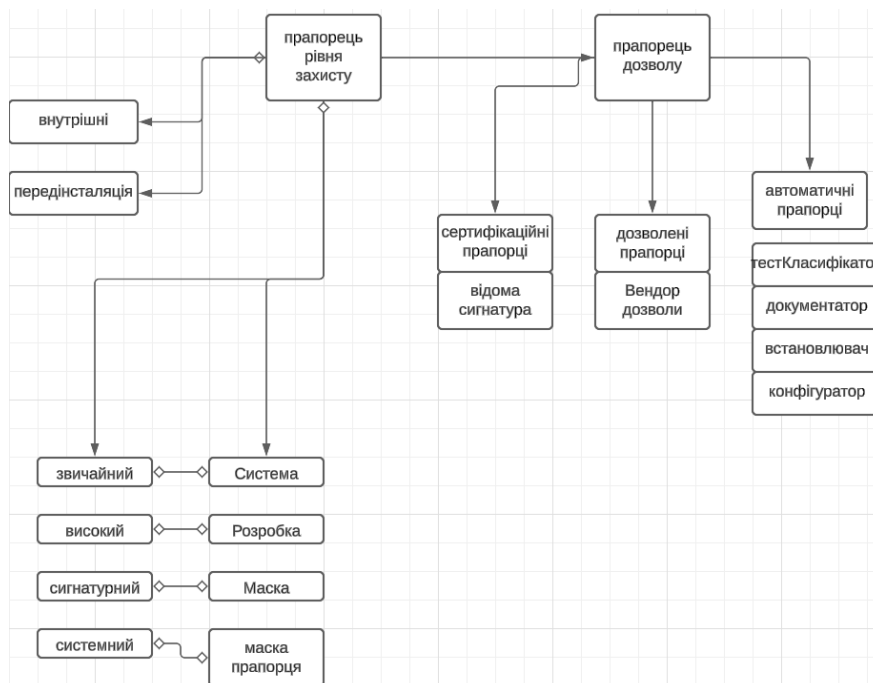 прапорець
рівня
захисту
прапорець
дозволу
внутрішні
передінсталяція
автоматичні
прапорці
сертифікаційні
прапорці
дозволені
прапорці
відома
сигнатура
Вендор
дозволи
тестКласифікато
документатор
встановлювач
конфігуратор
звичайний
Система
високий
Розробка
сигнатурний
Маска
системний
маска
прапорця